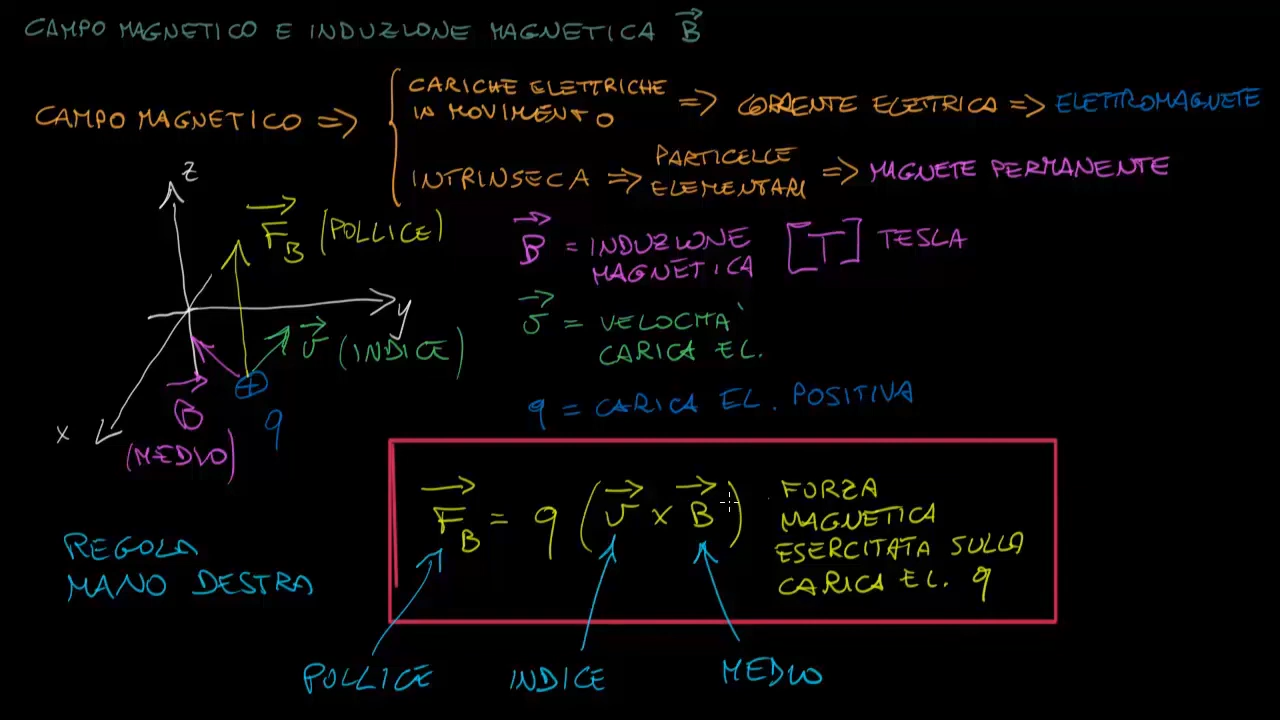 CAMPO MAGNETICO E INDUZIONE MAGNETICA B
CAMPO MAGNETICO =>
CARICHE ELETTRICHE
IN MOVIMENTO
=> CORRENTE ELETTRICA => ELETTROMAGNETE
INTRINSECA =>
PARTICELLE
ELEMENTARI
=> MAGNETE PERMANENTE
z
F_B (POLLICE)
y
v (INDICE)
x
B
(MEDIO)
+
q
B = INDUZIONE
MAGNETICA
[T] TESLA
v = VELOCITA'
CARICA EL.
q = CARICA EL. POSITIVA
F_B = q (v x B)
FORZA
MAGNETICA
ESERCITATA SULLA
CARICA EL. q
REGOLA
MANO DESTRA
POLLICE INDICE MEDIO